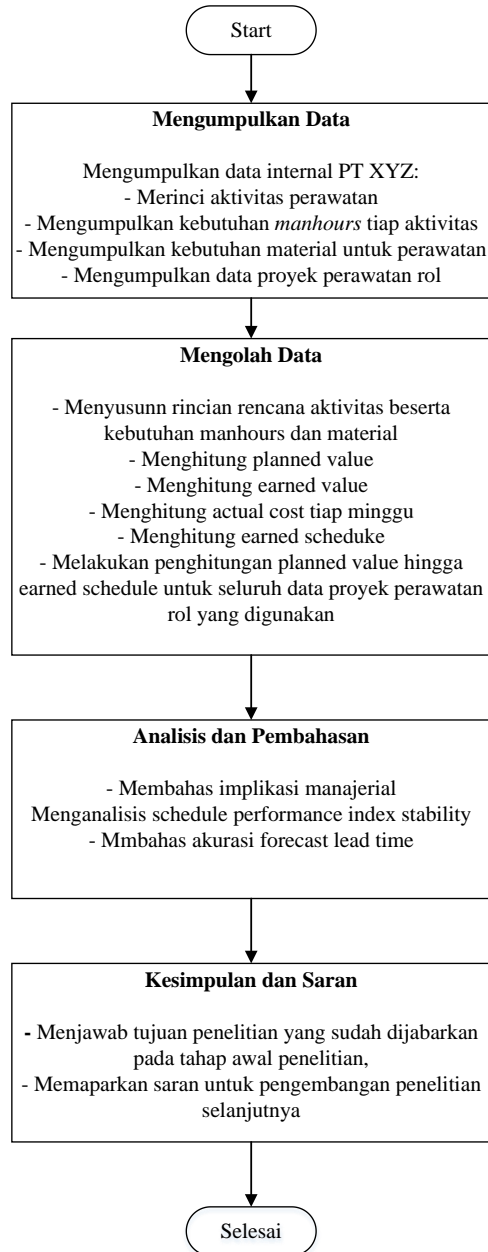 Start
Mengumpulkan Data
Mengumpulkan data internal PT XYZ:
- Merinci aktivitas perawatan
- Mengumpulkan kebutuhan manhours tiap aktivitas
- Mengumpulkan kebutuhan material untuk perawatan
- Mengumpulkan data proyek perawatan rol
Mengolah Data
- Menyusunn rincian rencana aktivitas beserta
kebutuhan manhours dan material
- Menghitung planned value
- Menghitung earned value
- Menghitung actual cost tiap minggu
- Menghitung earned scheduke
- Melakukan penghitungan planned value hingga
earned schedule untuk seluruh data proyek perawatan
rol yang digunakan
Analisis dan Pembahasan
- Membahas implikasi manajerial
Menganalisis schedule performance index stability
- Mmbahas akurasi forecast lead time
Kesimpulan dan Saran
- Menjawab tujuan penelitian yang sudah dijabarkan
pada tahap awal penelitian,
- Memaparkan saran untuk pengembangan penelitian
selanjutnya
Selesai